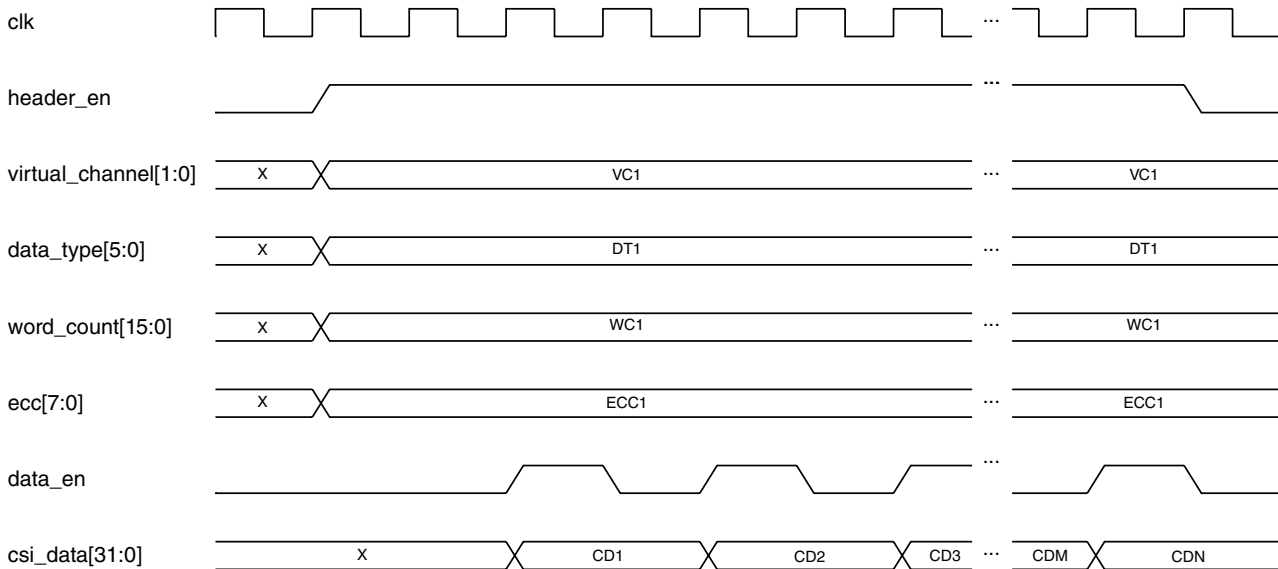 clk ...
header_en ...
virtual_channel[1:0] X VC1 ... VC1
data_type[5:0] X DT1 ... DT1
word_count[15:0] X WC1 ... WC1
ecc[7:0] X ECC1 ... ECC1
data_en ...
csi_data[31:0] X CD1 CD2 CD3 ... CDM CDN